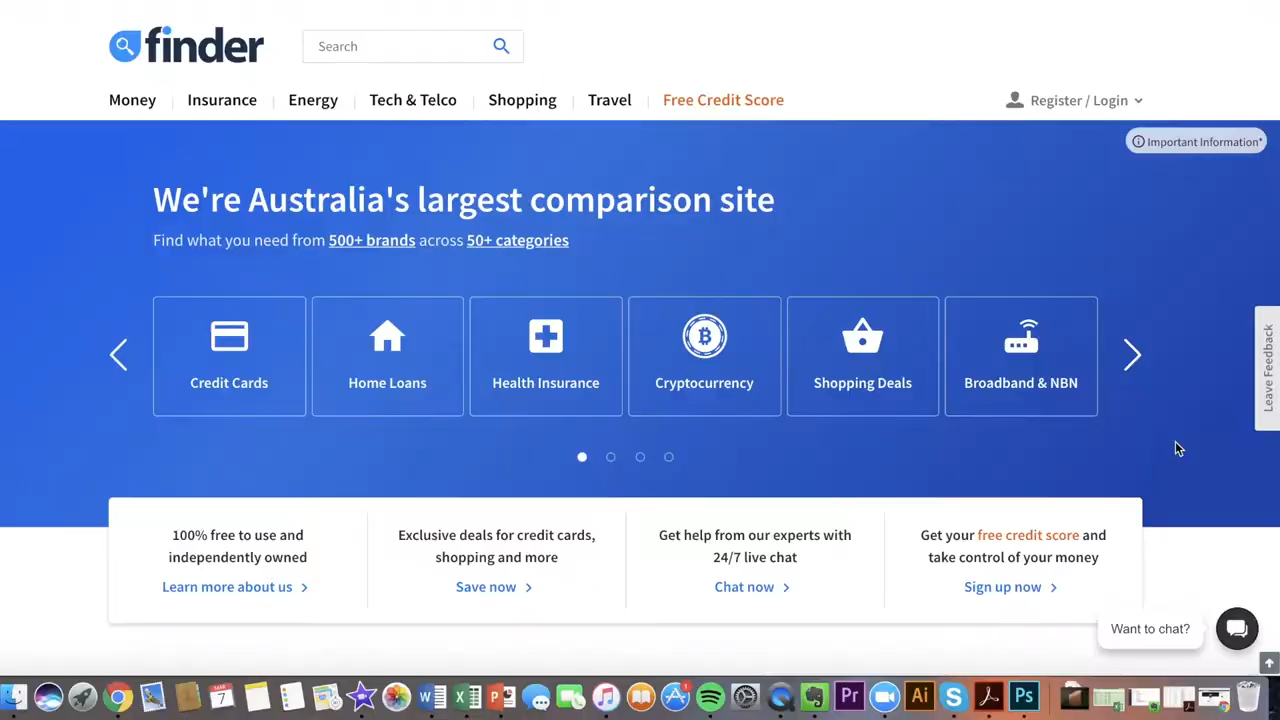 finder
Search
Money
Insurance
Energy
Tech & Telco
Shopping
Travel
Free Credit Score
Register / Login
Important Information*
We're Australia's largest comparison site
Find what you need from 500+ brands across 50+ categories
Credit Cards
Home Loans
Health Insurance
Cryptocurrency
Shopping Deals
Broadband & NBN
Leave Feedback
100% free to use and
independently owned
Learn more about us
Exclusive deals for credit cards,
shopping and more
Save now
Get help from our experts with
24/7 live chat
Chat now
Get your free credit score and
take control of your money
Sign up now
Want to chat?
7
W
X
P
Pr
Ai
S
Ps